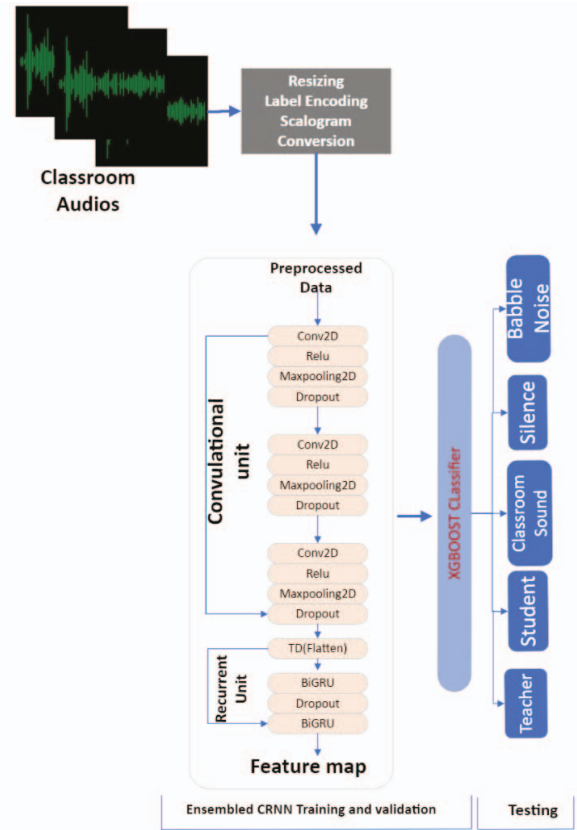 Resizing
Label Encoding
Scalogram
Conversion
Classroom
Audios
Preprocessed
Data
Conv2D
Relu
Maxpooling2D
Dropout
Conv2D
Relu
Maxpooling2D
Dropout
Conv2D
Relu
Maxpooling2D
Dropout
Convulational
unit
TD(Flatten)
BiGRU
Dropout
BiGRU
Recurrent
Unit
Feature map
XGBOOST Classifier
Babble
Noise
Silence
Classroom
Sound
Student
Teacher
Ensembled CRNN Training and validation
Testing